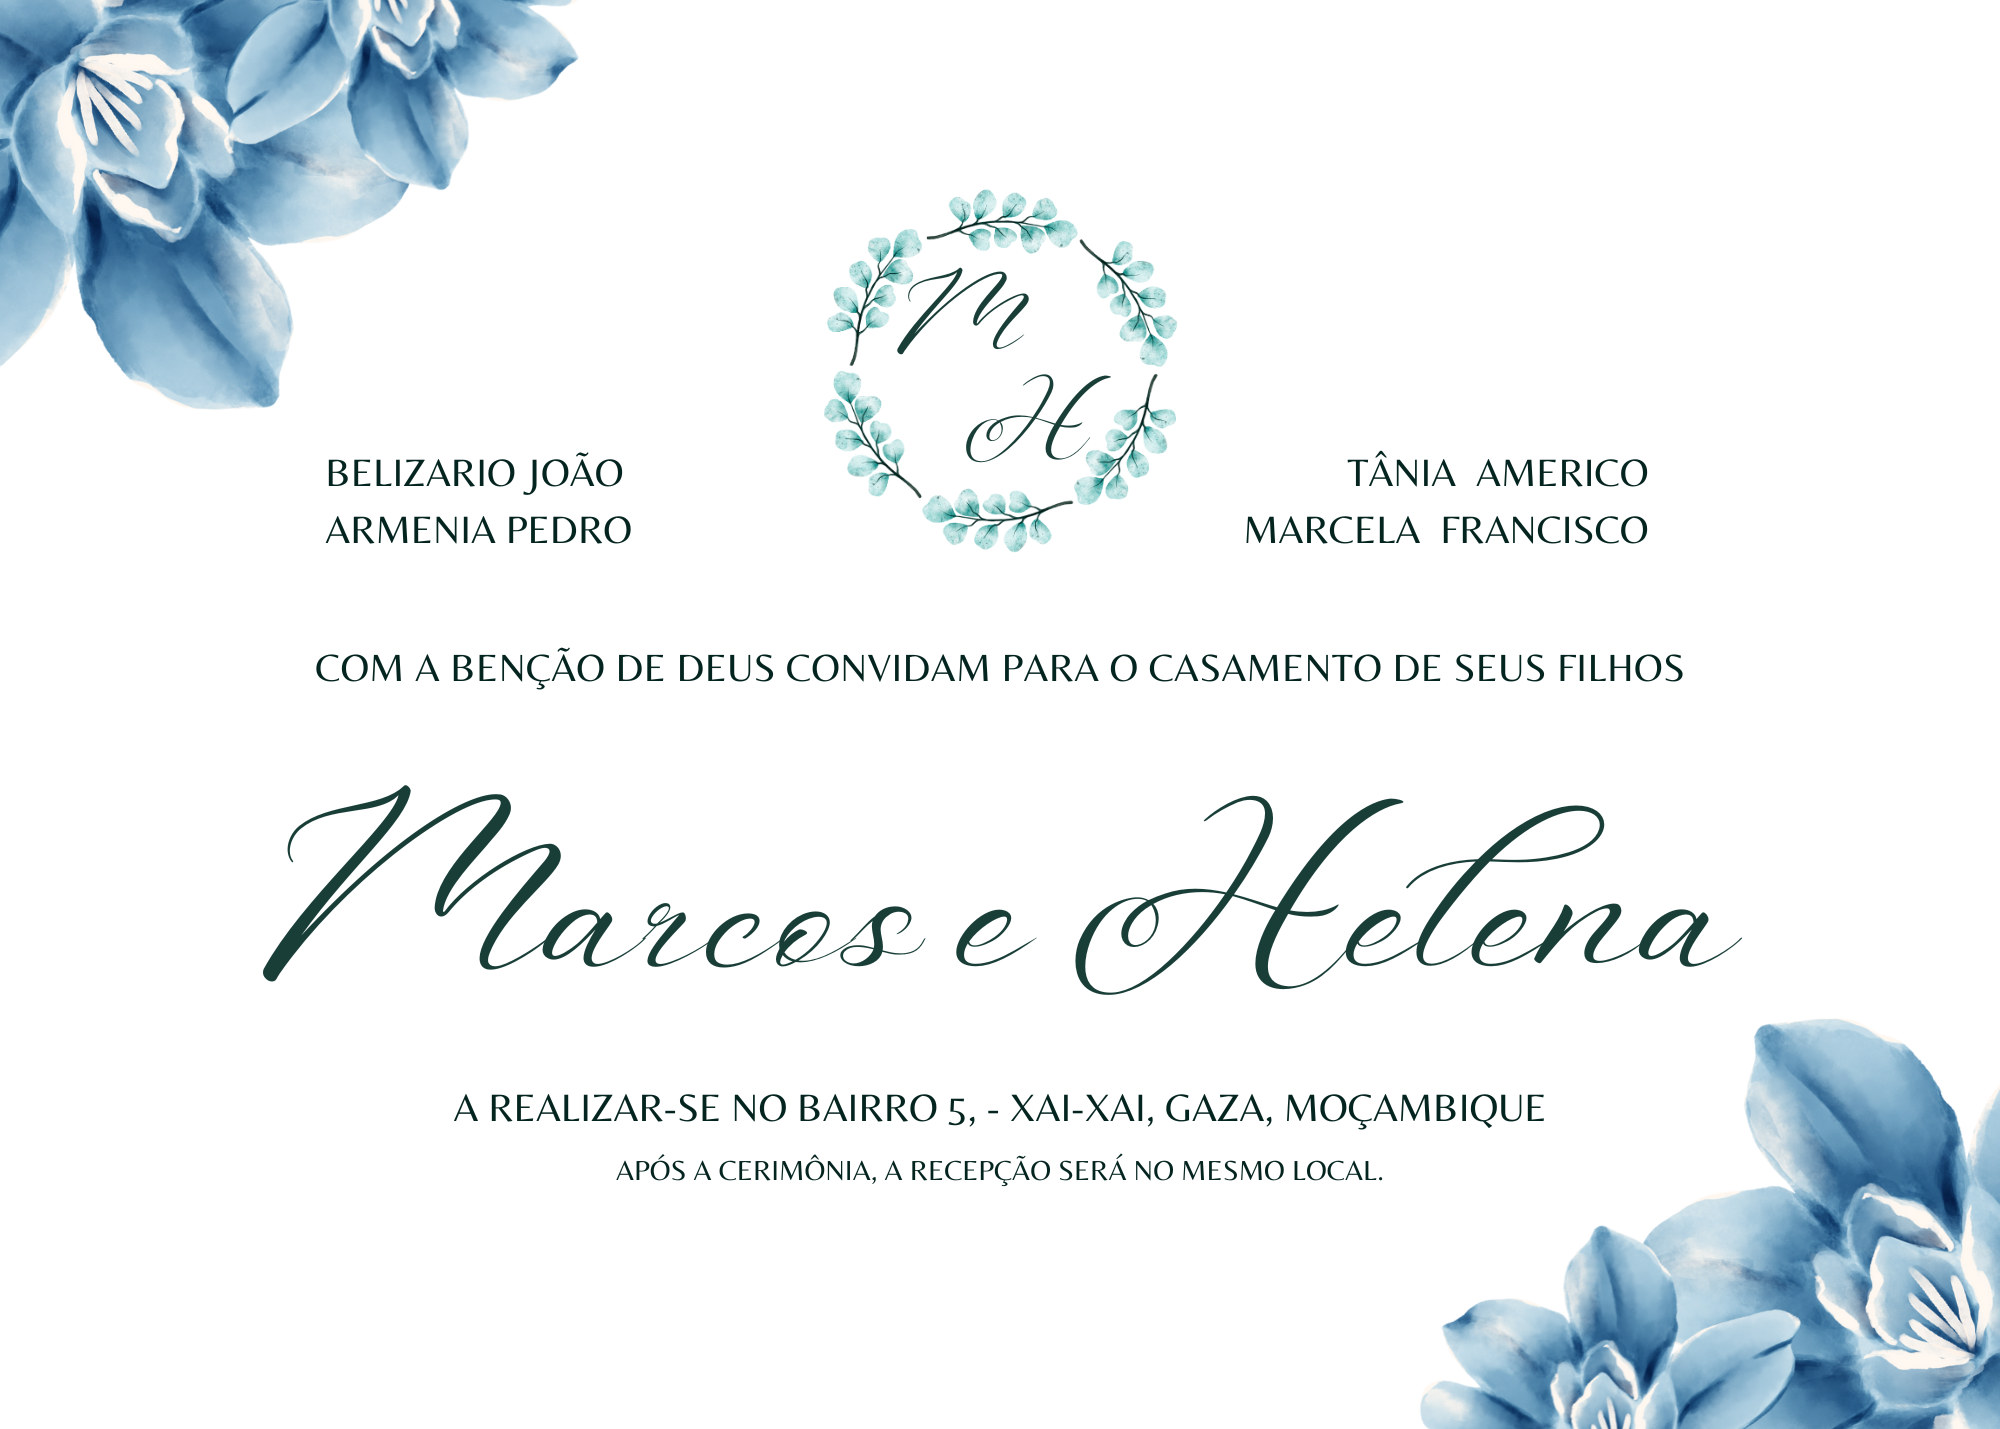 M
H
BELIZARIO JOÃO
ARMENIA PEDRO
TÂNIA AMERICO
MARCELA FRANCISCO
COM A BENÇÃO DE DEUS CONVIDAM PARA O CASAMENTO DE SEUS FILHOS
Marcos e Helena
A REALIZAR-SE NO BAIRRO 5, - XAI-XAI, GAZA, MOÇAMBIQUE
APÓS A CERIMÔNIA, A RECEPÇÃO SERÁ NO MESMO LOCAL.